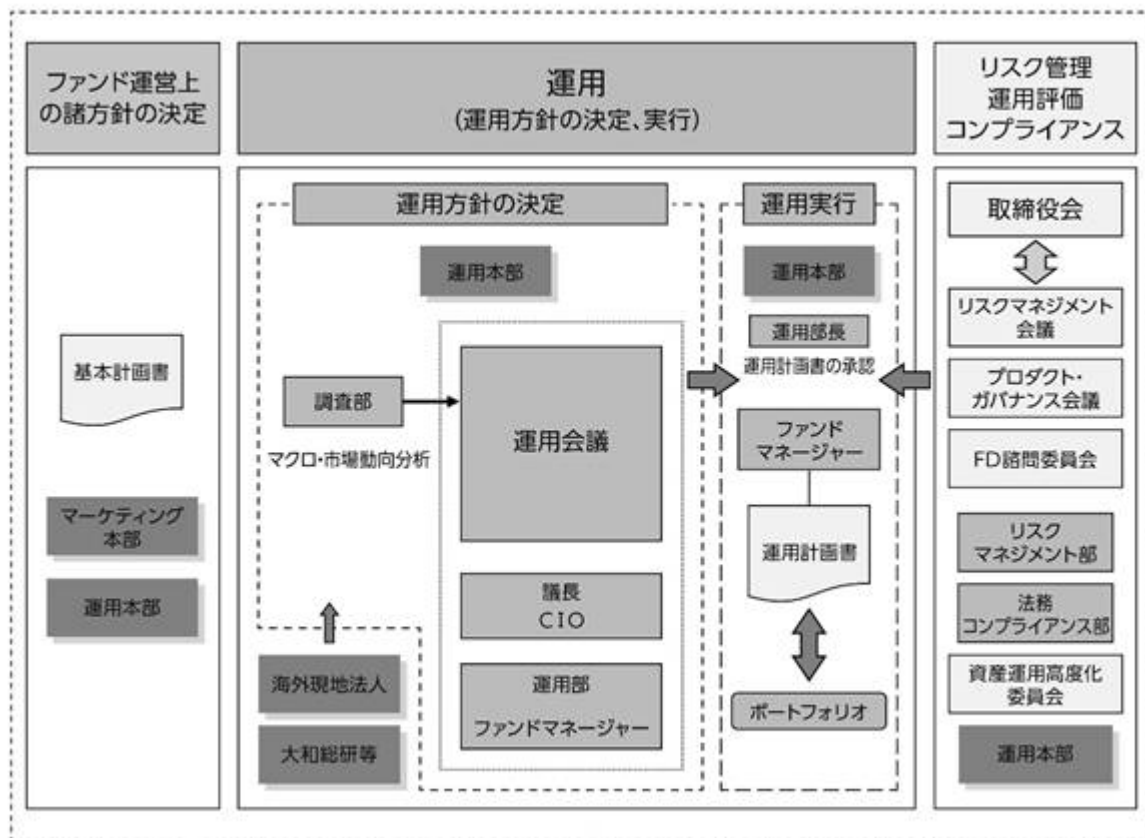 ファンド運営上
の諸方針の決定
運用
(運用方針の決定、実行)
リスク管理
運用評価
コンプライアンス
基本計画書
マーケティング
本部
運用本部
運用方針の決定
運用本部
調査部
マクロ・市場動向分析
運用会議
議長
CIO
運用部
ファンドマネージャー
海外現地法人
大和総研等
運用実行
運用本部
運用部長
運用計画書の承認
ファンド
マネージャー
運用計画書
ポートフォリオ
取締役会
リスクマネジメント
会議
プロダクト・
ガバナンス会議
FD諮問委員会
リスク
マネジメント部
法務
コンプライアンス部
資産運用高度化
委員会
運用本部